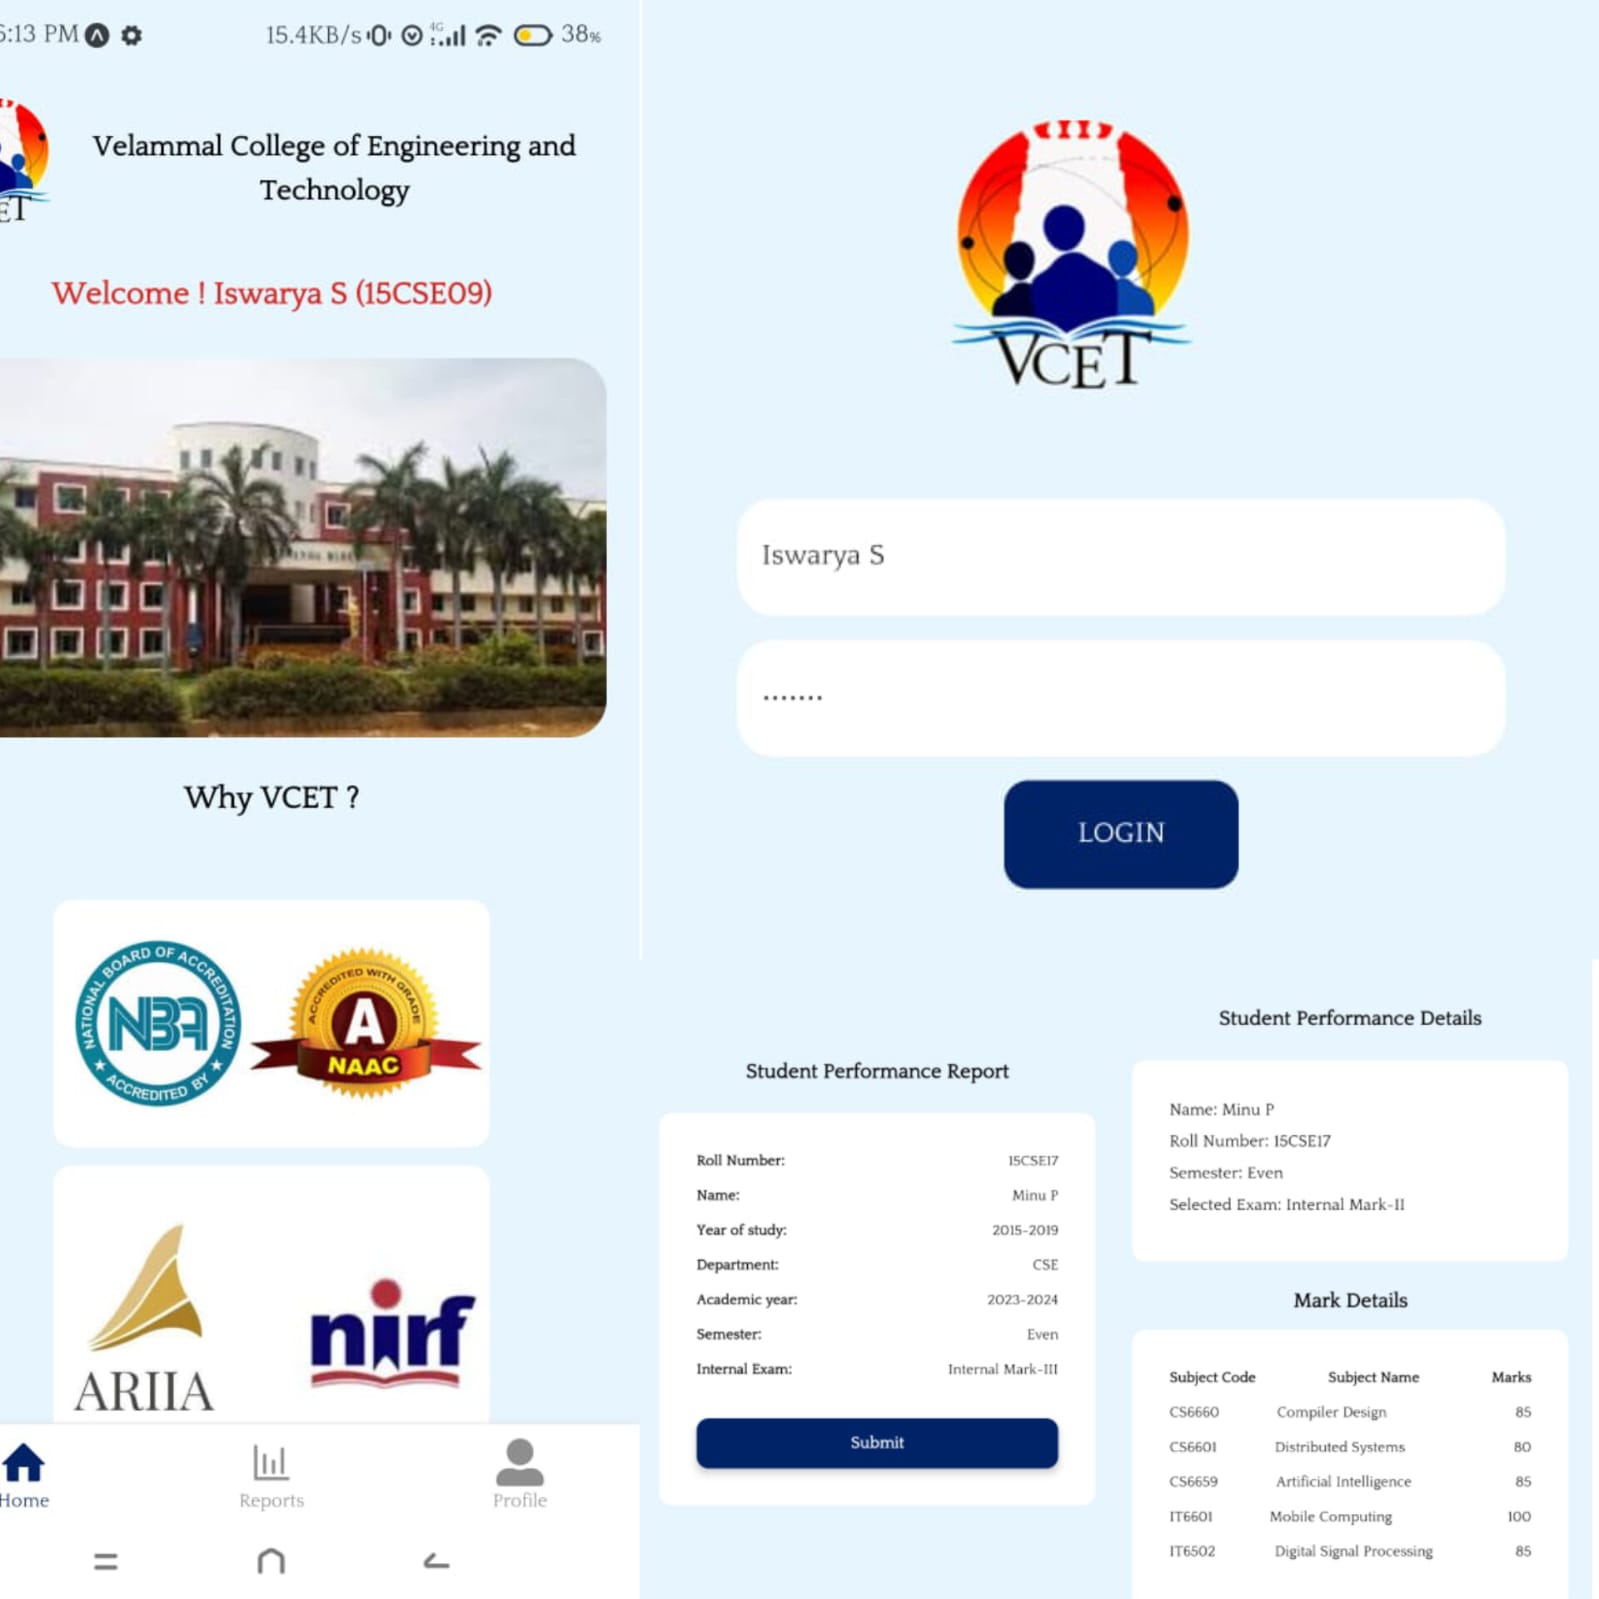 5:13 PM 15.4KB/s 4G 38%
ET
Velammal College of Engineering and
Technology
Welcome ! Iswarya S (15CSE09)
Why VCET ?
NATIONAL BOARD OF ACCREDITATION
NBA
ACCREDITED BY
ACCREDITED WITH GRADE
A
NAAC
ARIIA
nirf
Home
Reports
Profile
VCET
Iswarya S
.......
LOGIN
Student Performance Report
Roll Number: 15CSE17
Name: Minu P
Year of study: 2015-2019
Department: CSE
Academic year: 2023-2024
Semester: Even
Internal Exam: Internal Mark-III
Submit
Student Performance Details
Name: Minu P
Roll Number: 15CSE17
Semester: Even
Selected Exam: Internal Mark-II
Mark Details
Subject Code Subject Name Marks
CS6660 Compiler Design 85
CS6601 Distributed Systems 80
CS6659 Artificial Intelligence 85
IT6601 Mobile Computing 100
IT6502 Digital Signal Processing 85